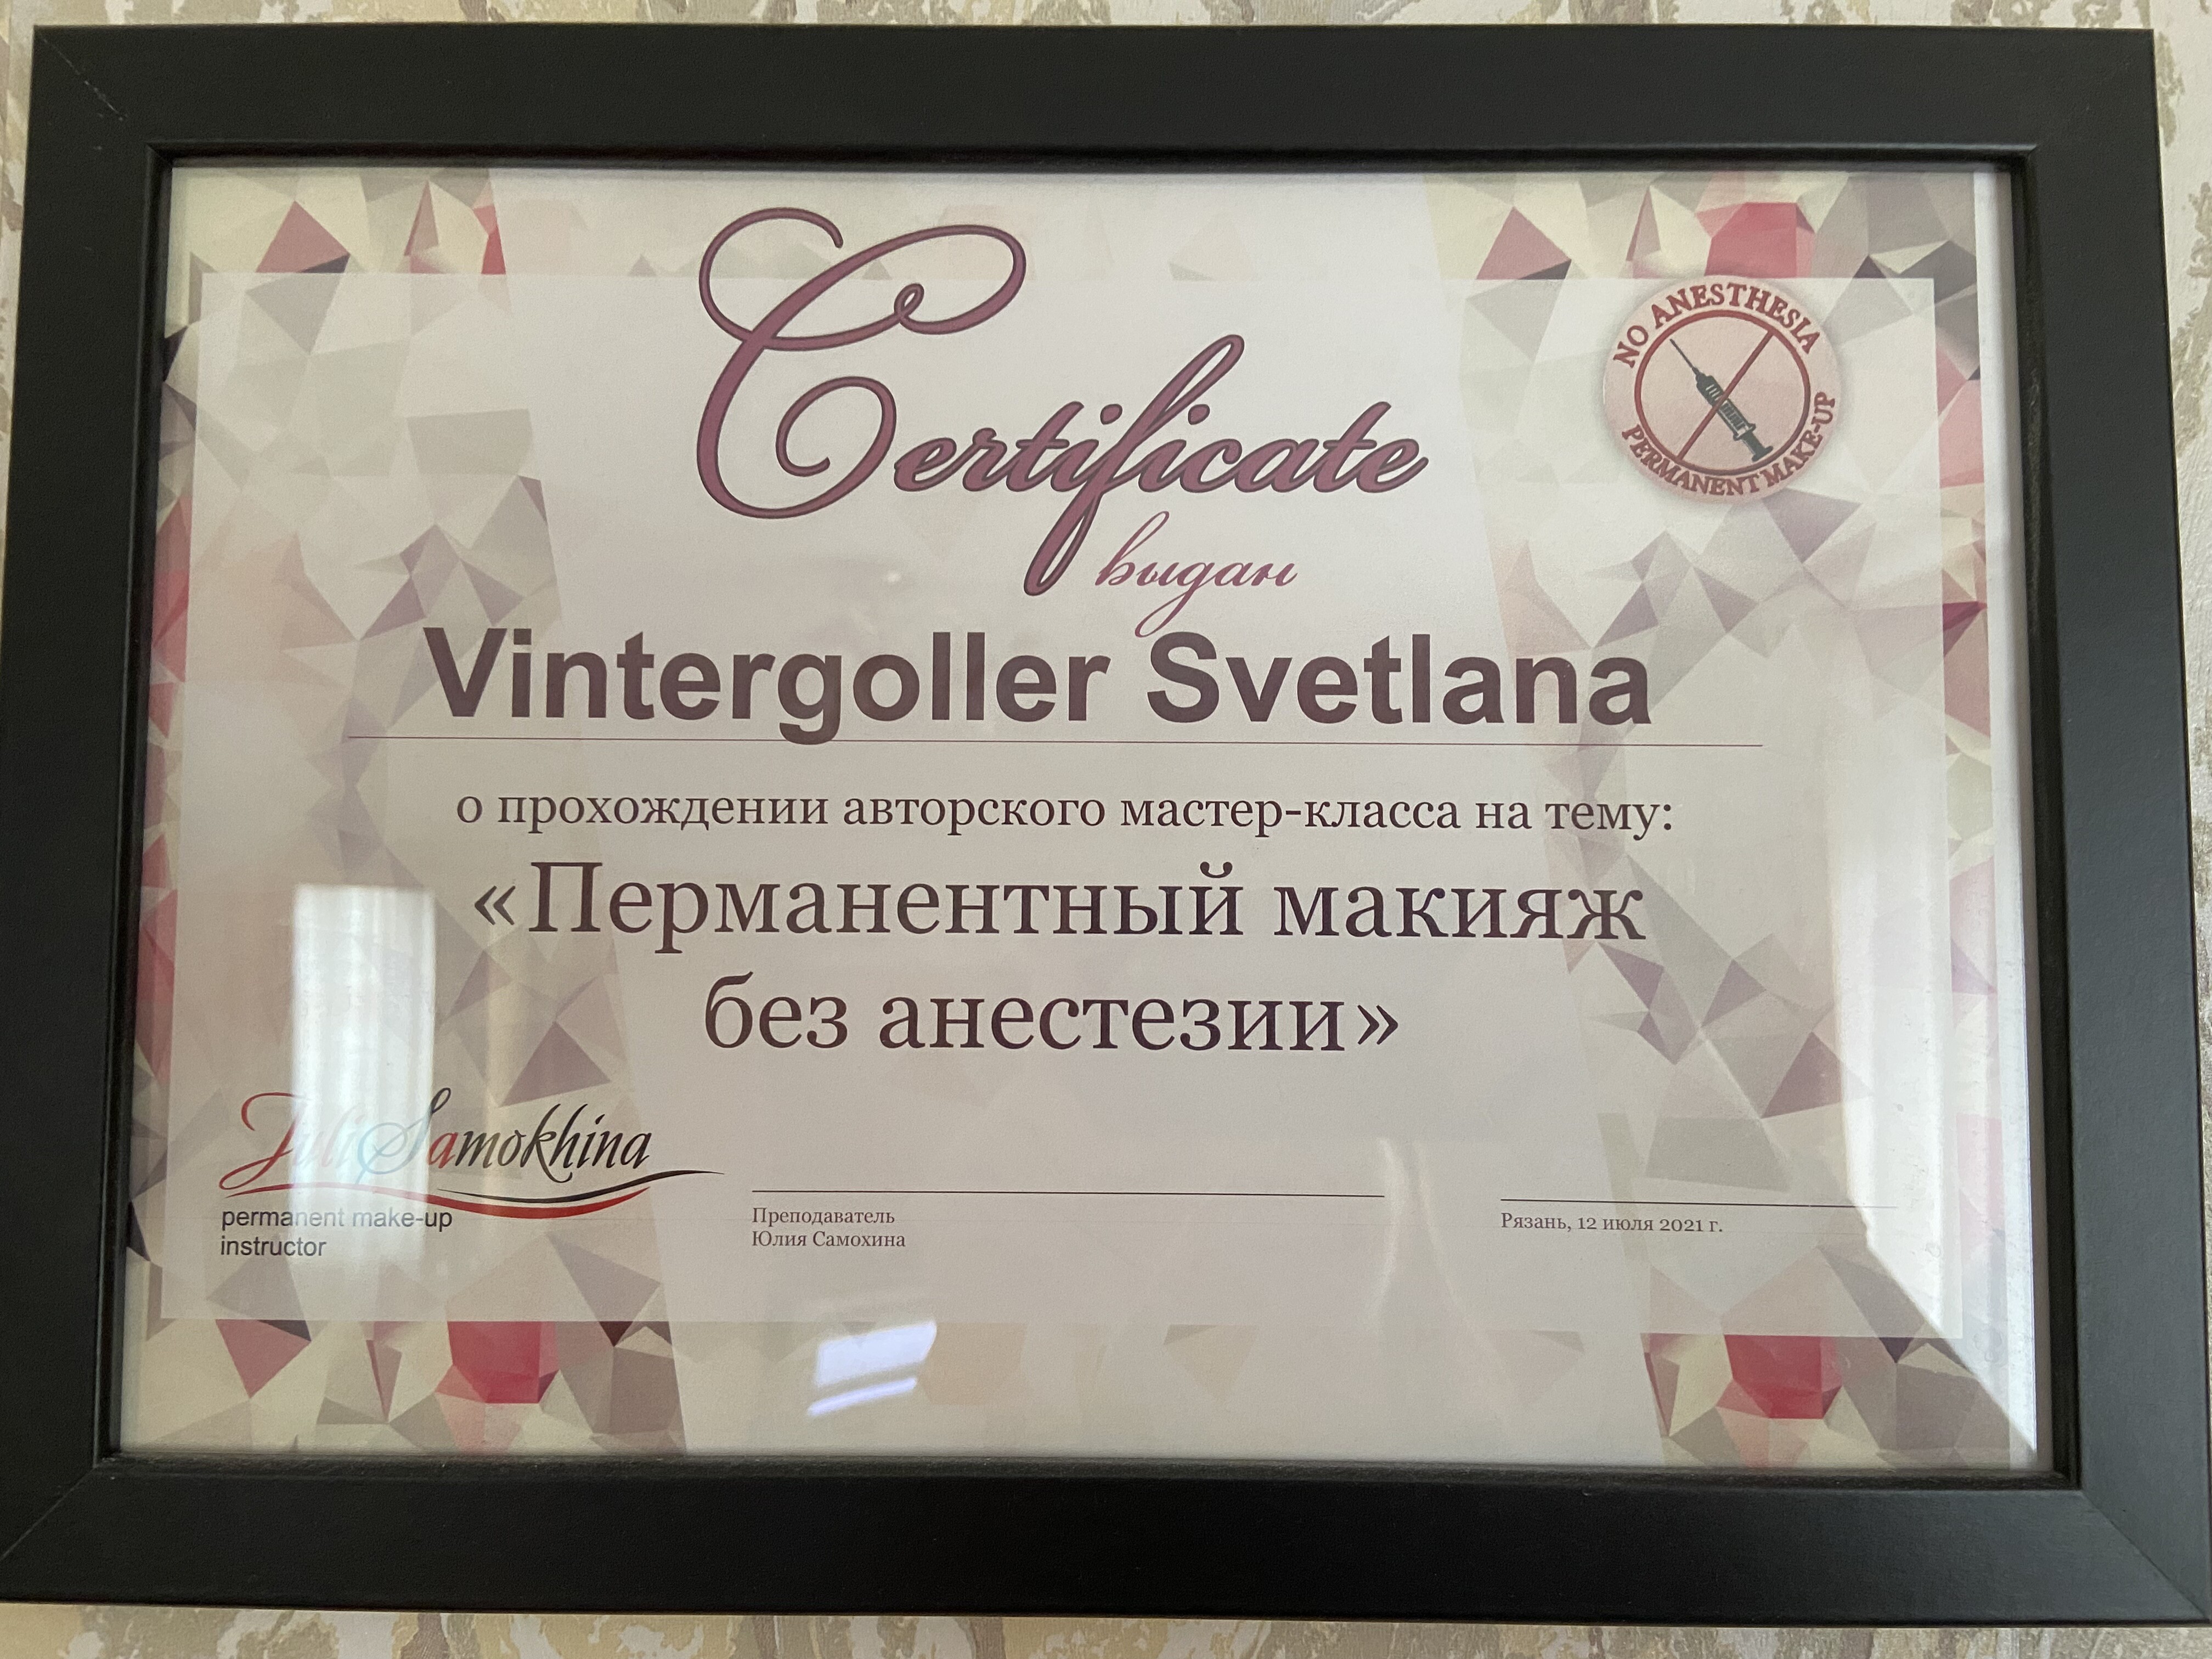 Certificate
NO ANESTHESIA
PERMANENT MAKE-UP
выдан
Vintergoller Svetlana
о прохождении авторского мастер-класса на тему:
«Перманентный макияж
без анестезии»
Juli Samokhina
permanent make-up
instructor
Преподаватель
Юлия Самохина
Рязань, 12 июля 2021 г.